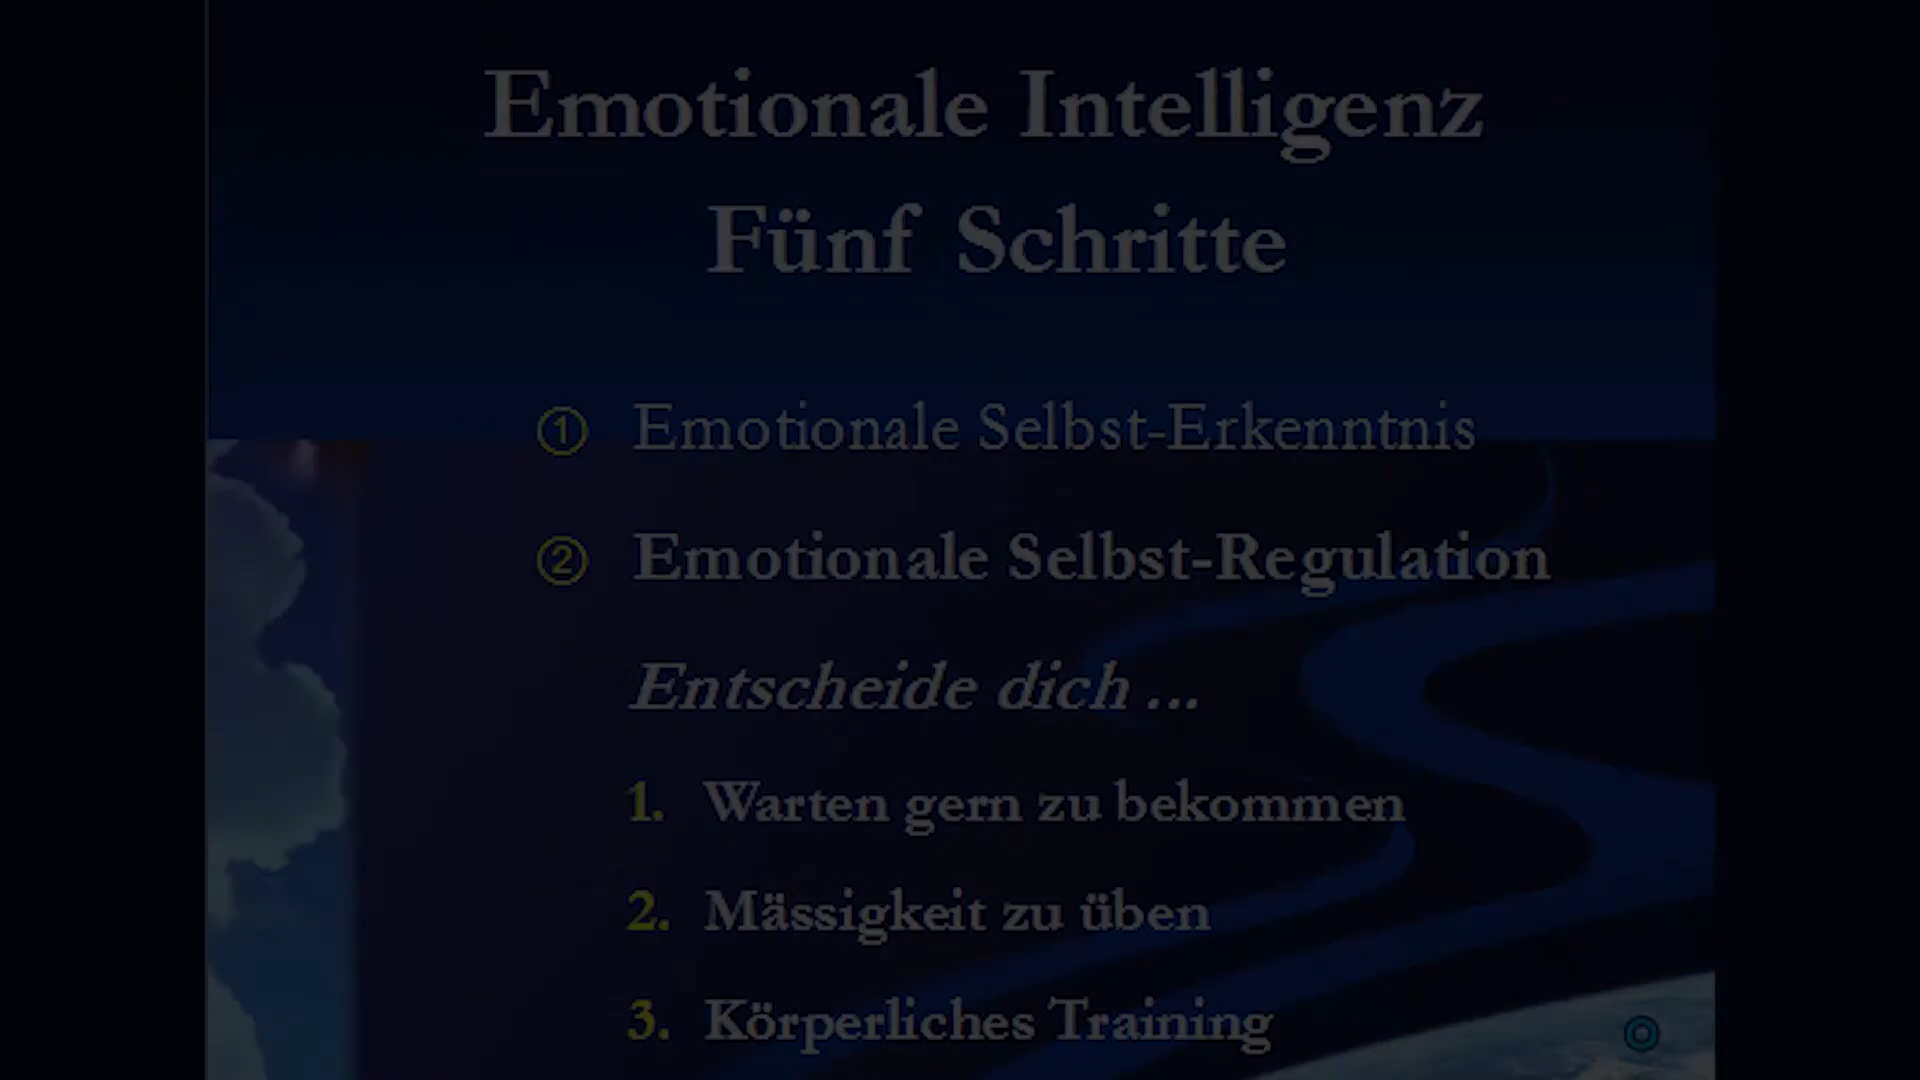 Emotionale Intelligenz
Fünf Schritte
① Emotionale Selbst-Erkenntnis
② Emotionale Selbst-Regulation
Entscheide dich ...
1. Warten gern zu bekommen
2. Mässigkeit zu üben
3. Körperliches Training